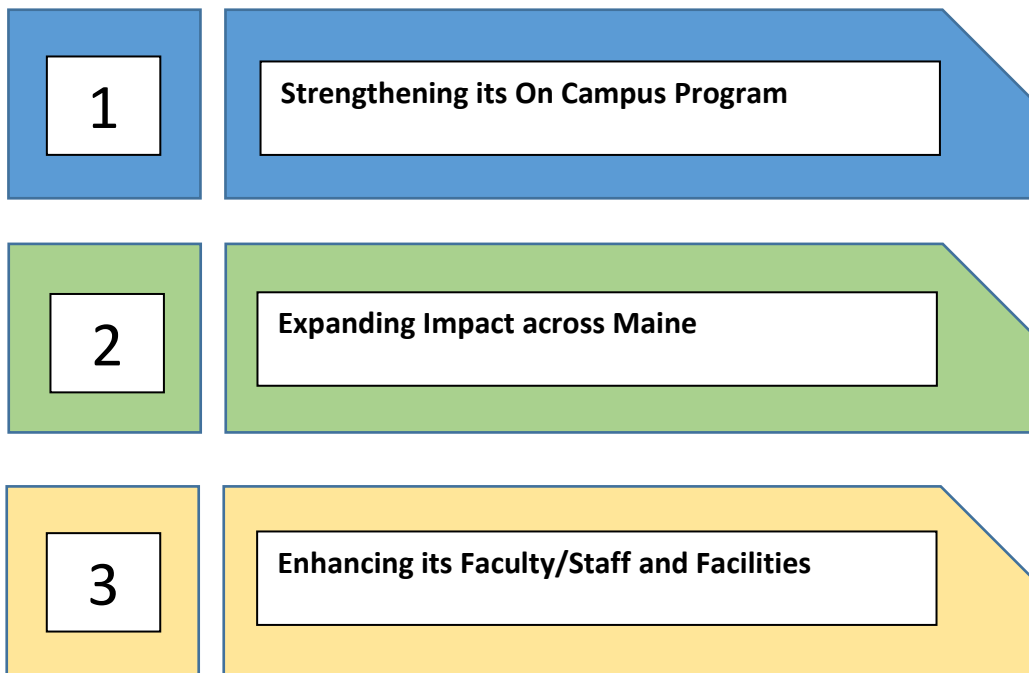 1
Strengthening its On Campus Program
2
Expanding Impact across Maine
3
Enhancing its Faculty/Staff and Facilities